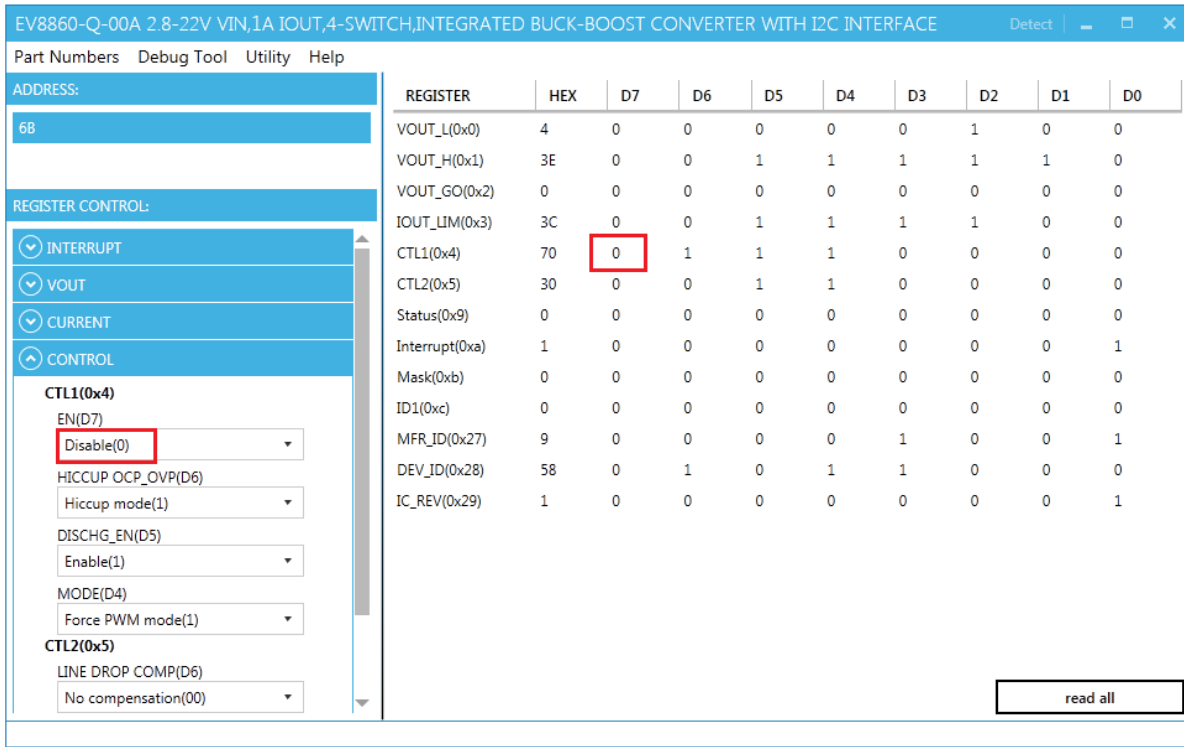 EV8860-Q-00A 2.8-22V VIN,1A IOUT,4-SWITCH,INTEGRATED BUCK-BOOST CONVERTER WITH I2C INTERFACE Detect
Part Numbers Debug Tool Utility Help
ADDRESS:
6B
REGISTER CONTROL:
INTERRUPT
VOUT
CURRENT
CONTROL
CTL1(0x4)
EN(D7)
Disable(0)
HICCUP OCP_OVP(D6)
Hiccup mode(1)
DISCHG_EN(D5)
Enable(1)
MODE(D4)
Force PWM mode(1)
CTL2(0x5)
LINE DROP COMP(D6)
No compensation(00)
REGISTER HEX D7 D6 D5 D4 D3 D2 D1 D0
VOUT_L(0x0) 4 0 0 0 0 0 1 0 0
VOUT_H(0x1) 3E 0 0 1 1 1 1 1 0
VOUT_GO(0x2) 0 0 0 0 0 0 0 0 0
IOUT_LIM(0x3) 3C 0 0 1 1 1 1 0 0
CTL1(0x4) 70 0 1 1 1 0 0 0 0
CTL2(0x5) 30 0 0 1 1 0 0 0 0
Status(0x9) 0 0 0 0 0 0 0 0 0
Interrupt(0xa) 1 0 0 0 0 0 0 0 1
Mask(0xb) 0 0 0 0 0 0 0 0 0
ID1(0xc) 0 0 0 0 0 0 0 0 0
MFR_ID(0x27) 9 0 0 0 0 1 0 0 1
DEV_ID(0x28) 58 0 1 0 1 1 0 0 0
IC_REV(0x29) 1 0 0 0 0 0 0 0 1
read all